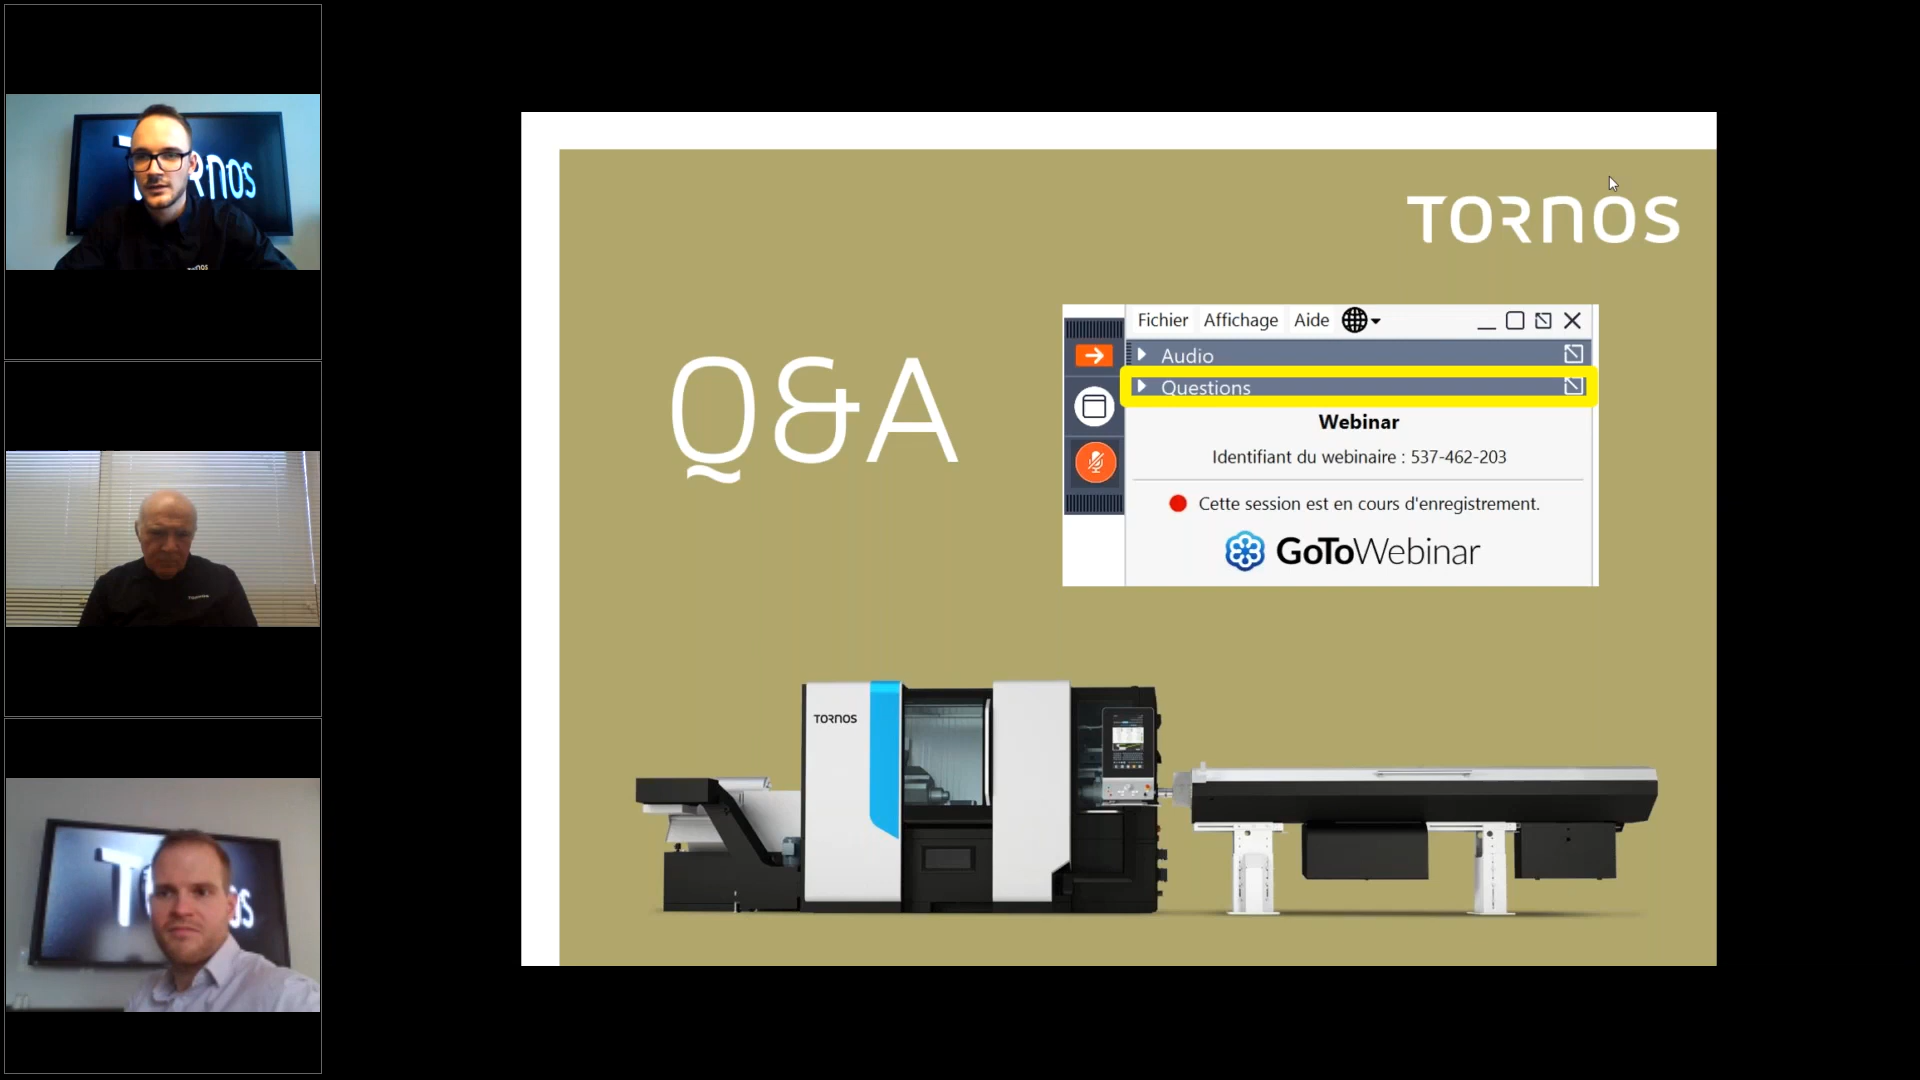 TORNOS
TORNOS
Q&A
Fichier Affichage Aide
Audio
Questions
Webinar
Identifiant du webinaire : 537-462-203
Cette session est en cours d'enregistrement.
GoToWebinar
TORNOS